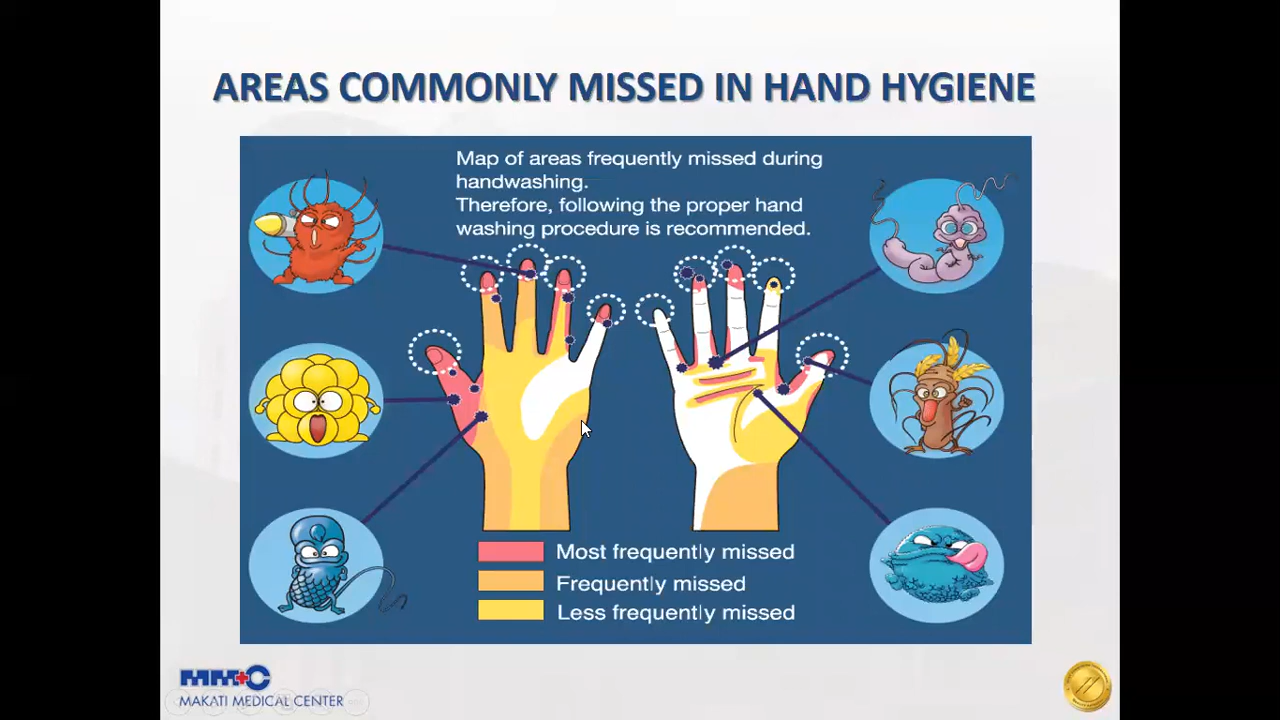 AREAS COMMONLY MISSED IN HAND HYGIENE
Map of areas frequently missed during
handwashing.
Therefore, following the proper hand
washing procedure is recommended.
Most frequently missed
Frequently missed
Less frequently missed
MMC
MAKATI MEDICAL CENTER